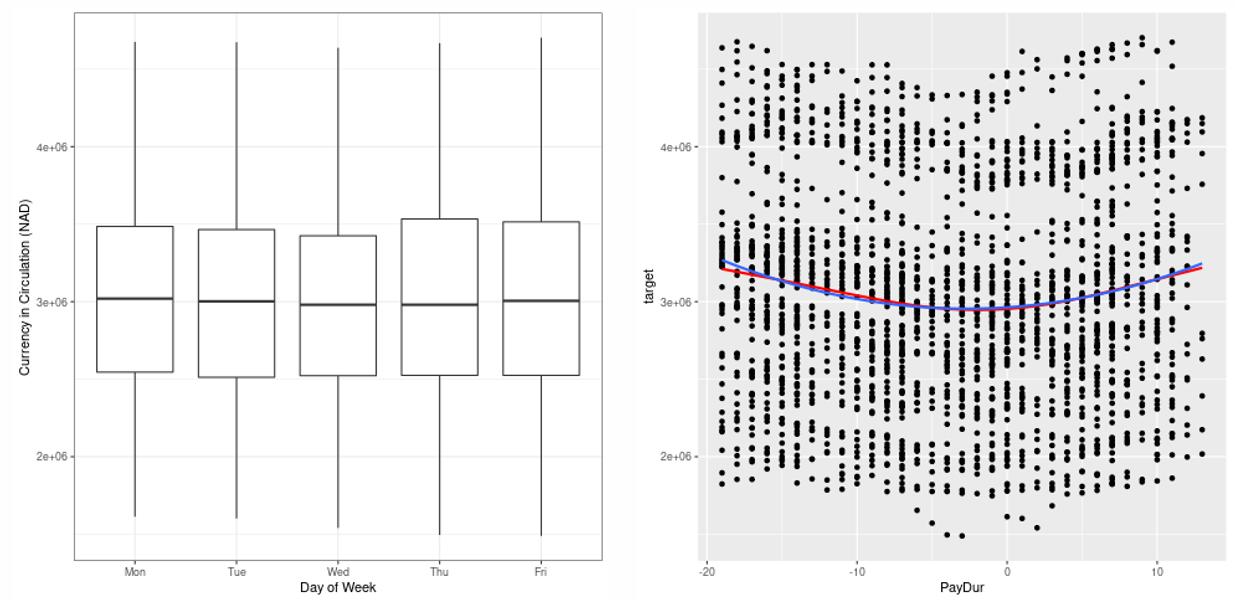 Currency in Circulation (NAD)
4e+06
3e+06
2e+06
Mon Tue Wed Thu Fri
Day of Week
target
4e+06
3e+06
2e+06
-20 -10 0 10
PayDur